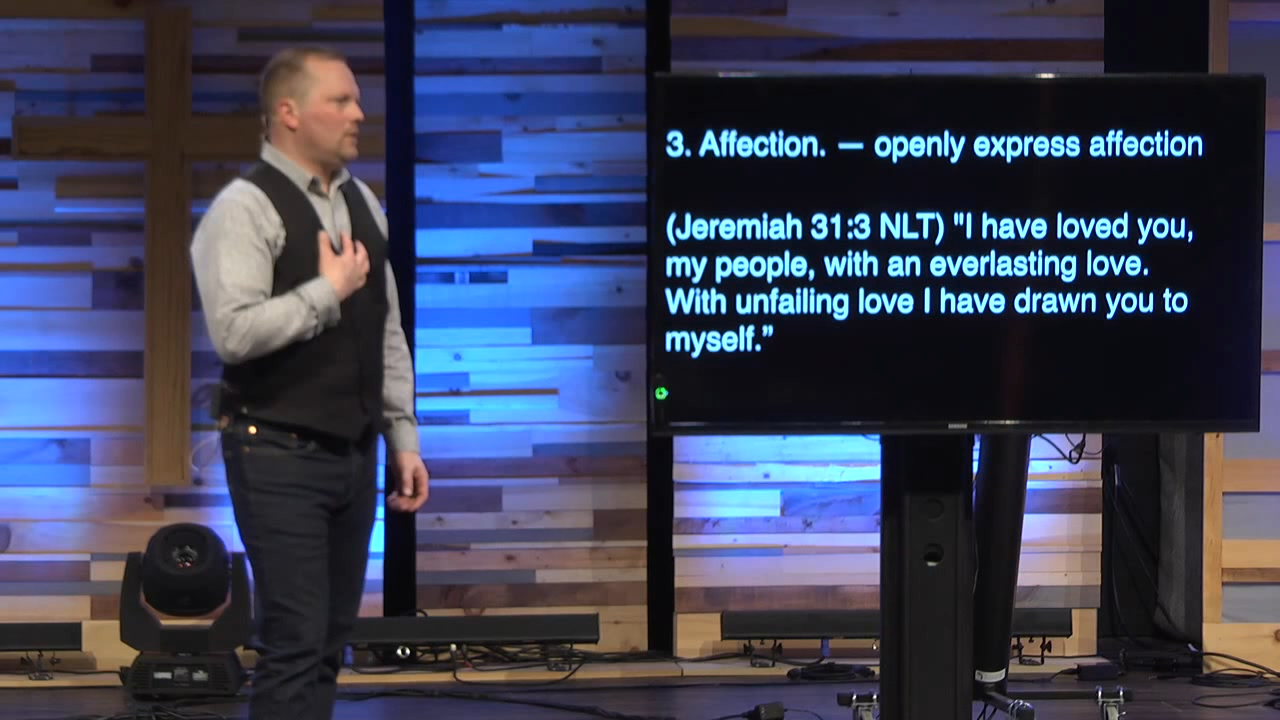 3. Affection. — openly express affection
(Jeremiah 31:3 NLT) "I have loved you,
my people, with an everlasting love.
With unfailing love I have drawn you to
myself.”